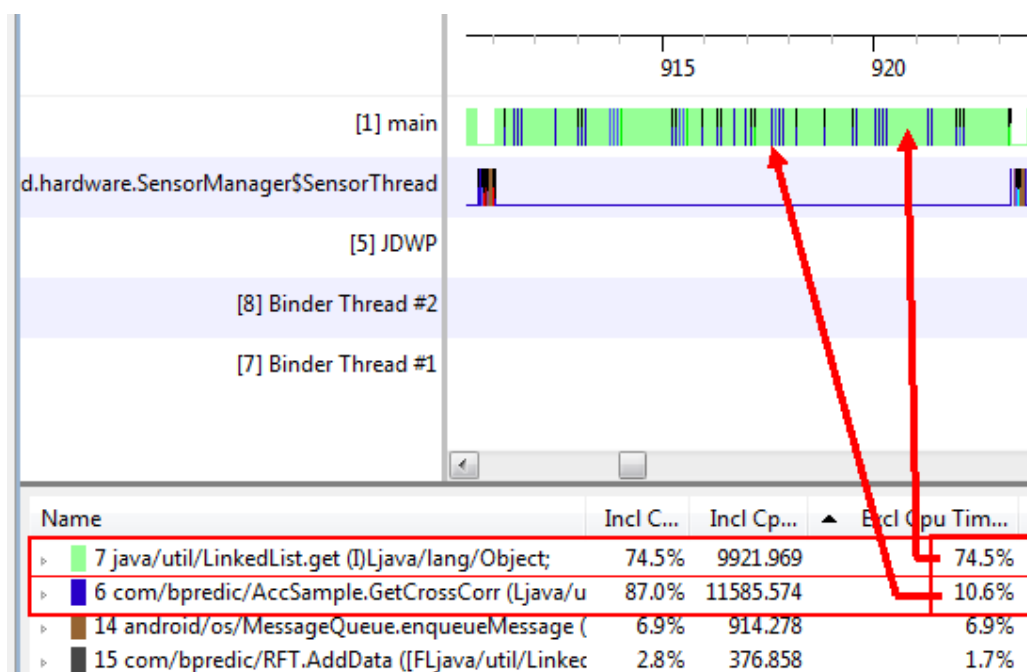 915 920
[1] main
d.hardware.SensorManager$SensorThread
[5] JDWP
[8] Binder Thread #2
[7] Binder Thread #1
Name Incl C... Incl Cp... Excl Cpu Tim...
7 java/util/LinkedList.get (I)Ljava/lang/Object; 74.5% 9921.969 74.5%
6 com/bpredic/AccSample.GetCrossCorr (Ljava/u 87.0% 11585.574 10.6%
14 android/os/MessageQueue.enqueueMessage ( 6.9% 914.278 6.9%
15 com/bpredic/RFT.AddData ([FLjava/util/Linkec 2.8% 376.858 1.7%